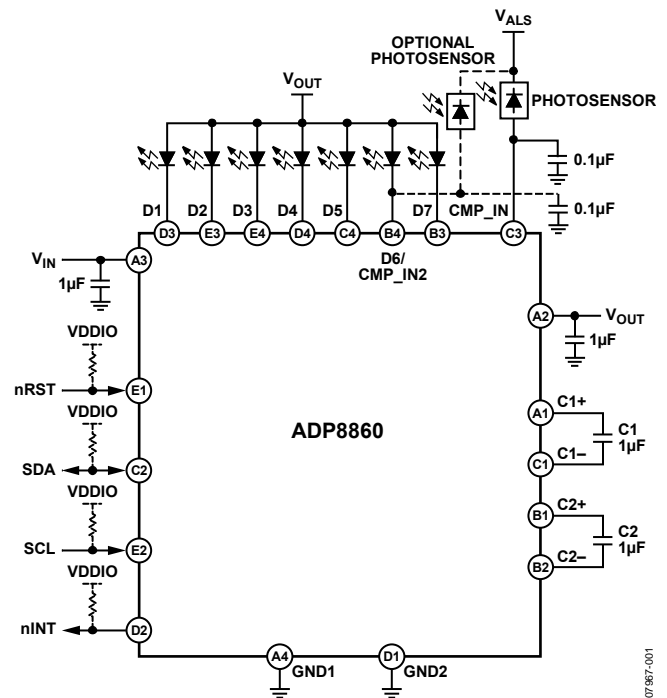 VALS
OPTIONAL
PHOTOSENSOR
VOUT
PHOTOSENSOR
0.1µF
0.1µF
D1 D2 D3 D4 D5 D7 CMP_IN
D3 E3 E4 D4 C4 B4 B3 C3
D6/
CMP_IN2
VIN
A3
1µF
A2
VOUT
1µF
VDDIO
nRST
E1
VDDIO
SDA
C2
VDDIO
SCL
E2
VDDIO
nINT
D2
ADP8860
A1
C1+
C1
1µF
C1
C1–
B1
C2+
C2
1µF
B2
C2–
A4
GND1
D1
GND2
07967-001